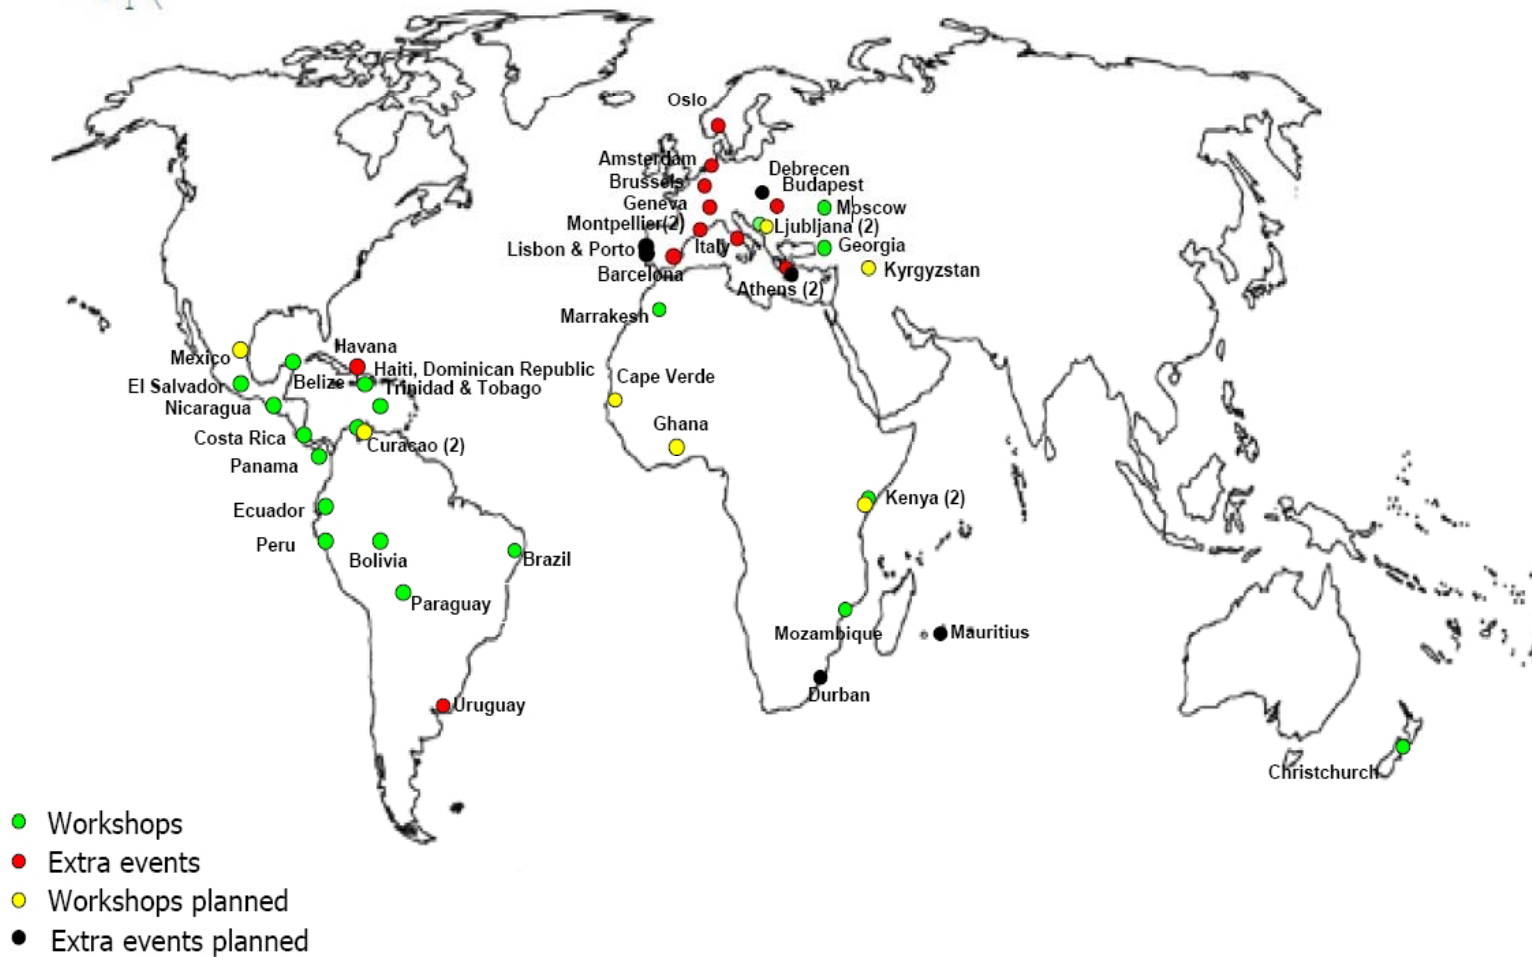 Oslo
Amsterdam
Debrecen
Brussels
Budapest
Geneva
Moscow
Montpellier(2)
Ljubljana (2)
Lisbon & Porto
Italy
Georgia
Barcelona
Kyrgyzstan
Athens (2)
Marrakesh
Havana
Mexico
Haiti, Dominican Republic
El Salvador
Belize
Trinidad & Tobago
Cape Verde
Nicaragua
Ghana
Costa Rica
Curacao (2)
Panama
Kenya (2)
Ecuador
Peru
Bolivia
Brazil
Paraguay
Mozambique
Mauritius
Durban
Uruguay
Christchurch
Workshops
Extra events
Workshops planned
Extra events planned